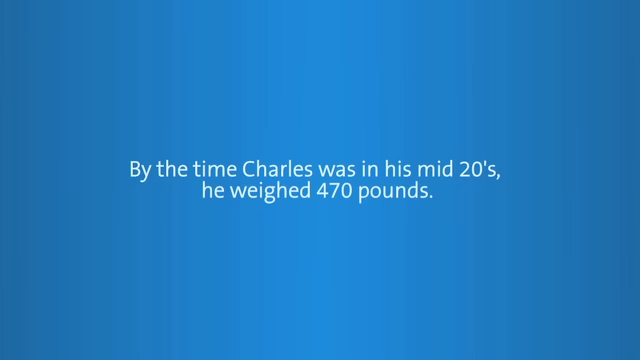 By the time Charles was in his mid 20's,
he weighed 470 pounds.